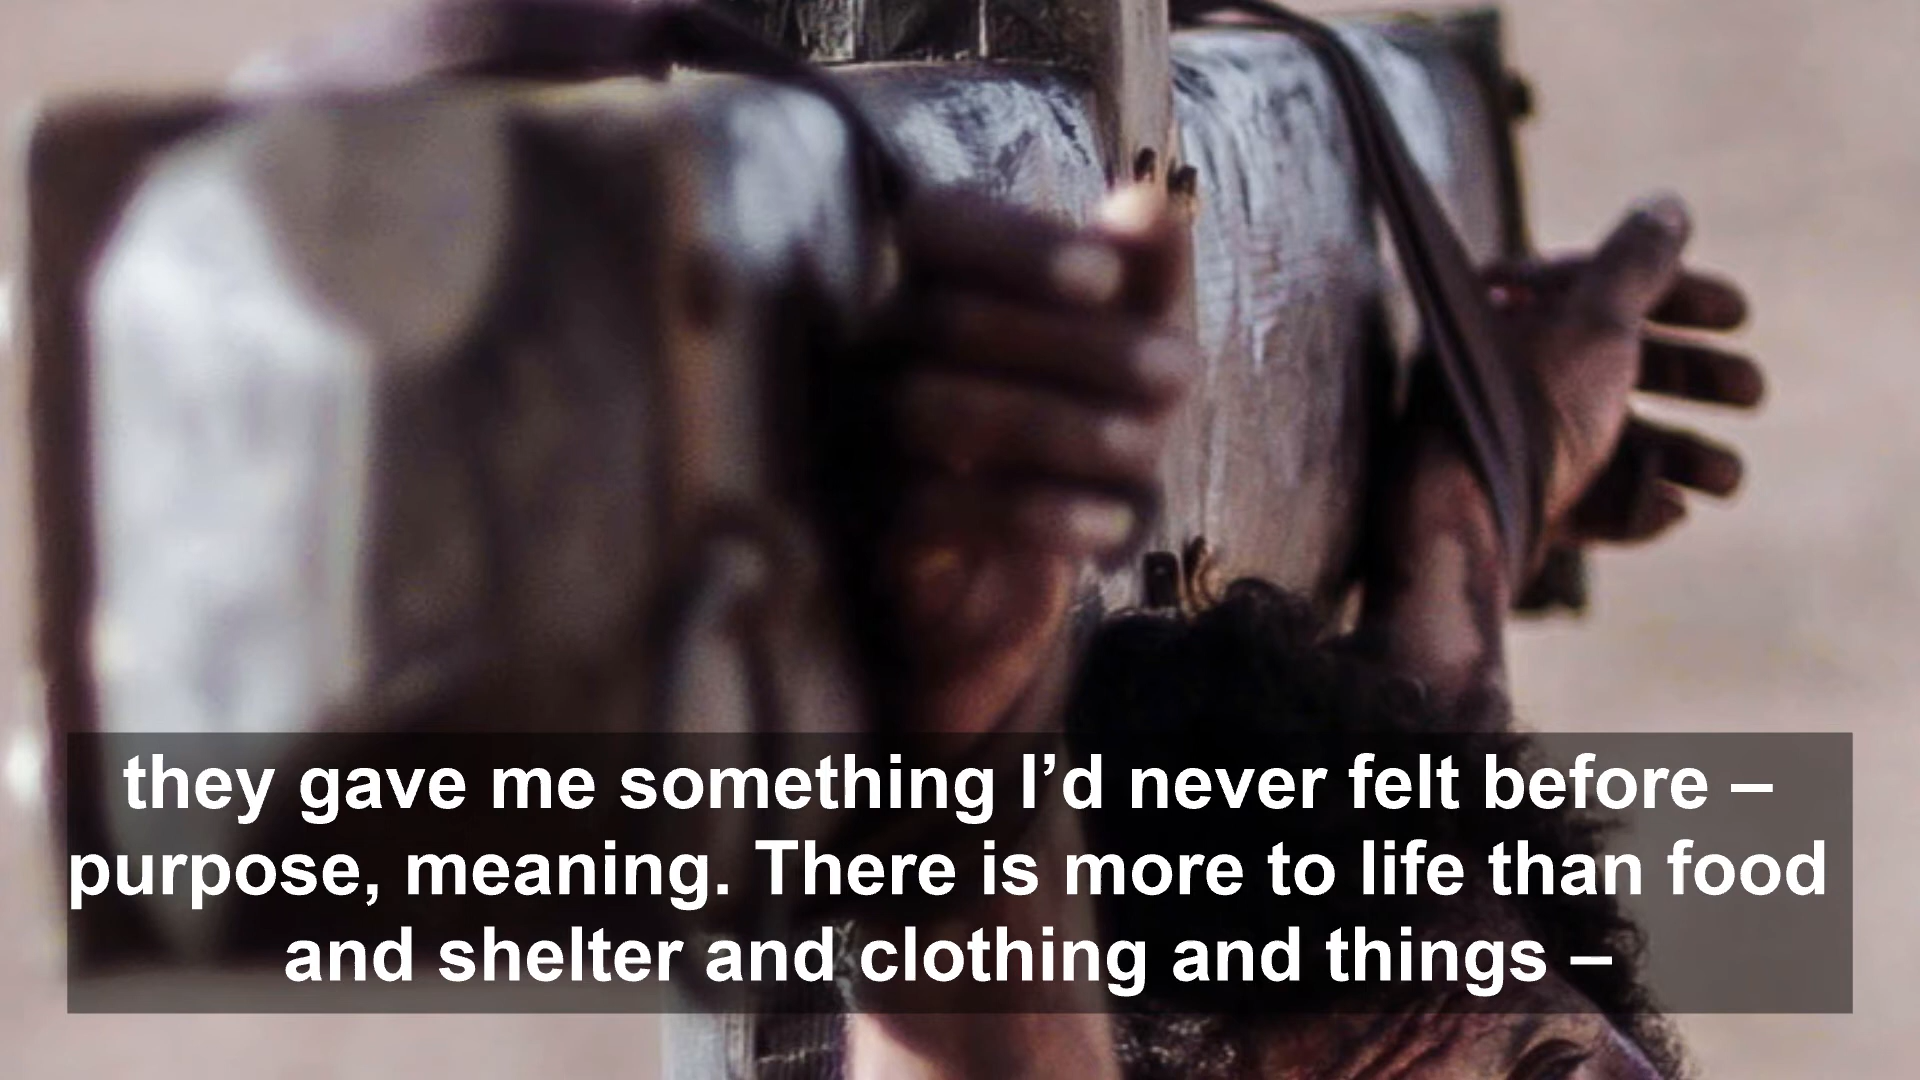 they gave me something I’d never felt before –
purpose, meaning. There is more to life than food
and shelter and clothing and things –